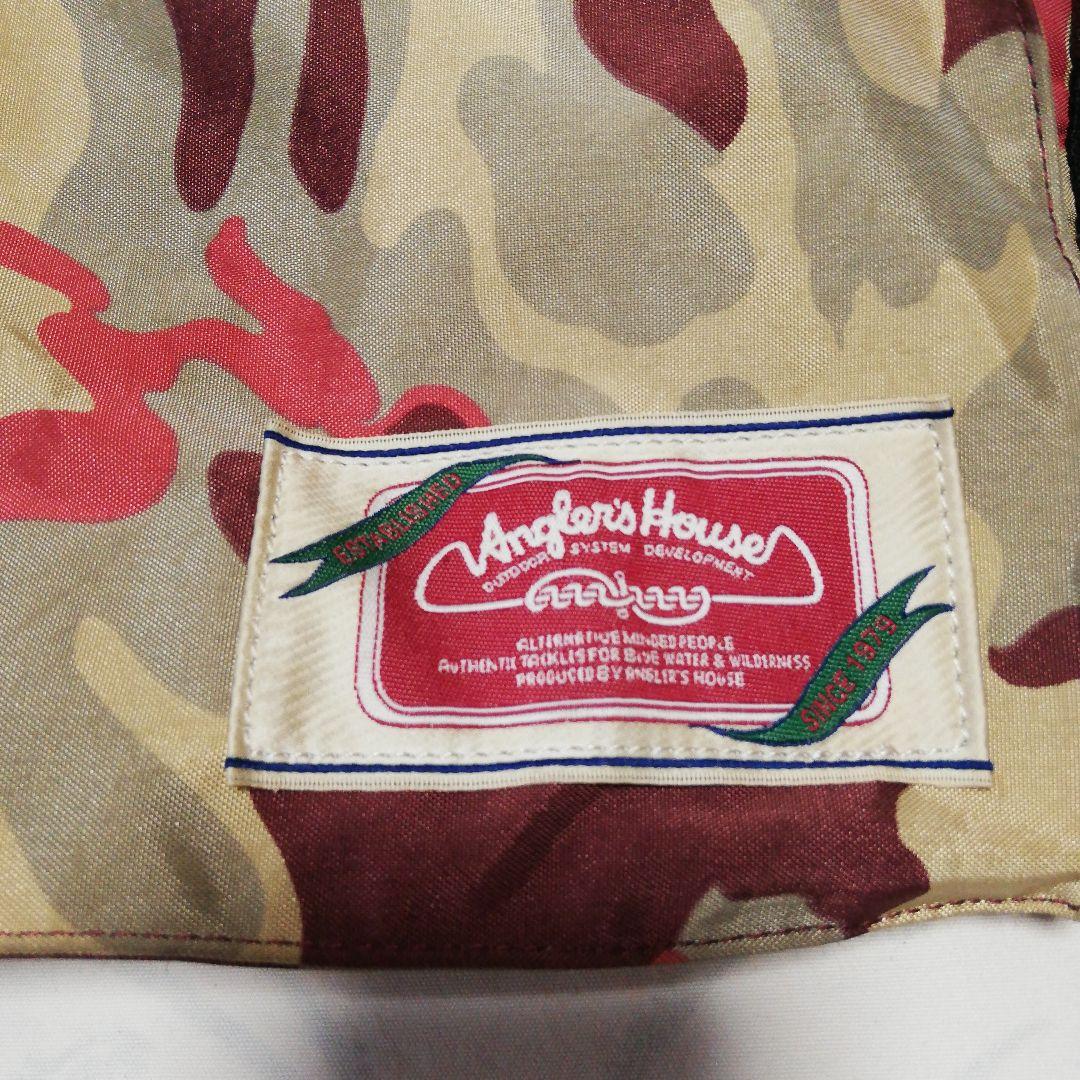 ESTABLISHED
Angler's House
OUTDOOR SYSTEM DEVELOPMENT
ALTERNATIVE MINDED PEOPLE
AUTHENTIC TACKLES FOR BLUE WATER & WILDERNESS
PRODUCED BY ANGLER'S HOUSE
SINCE 1979